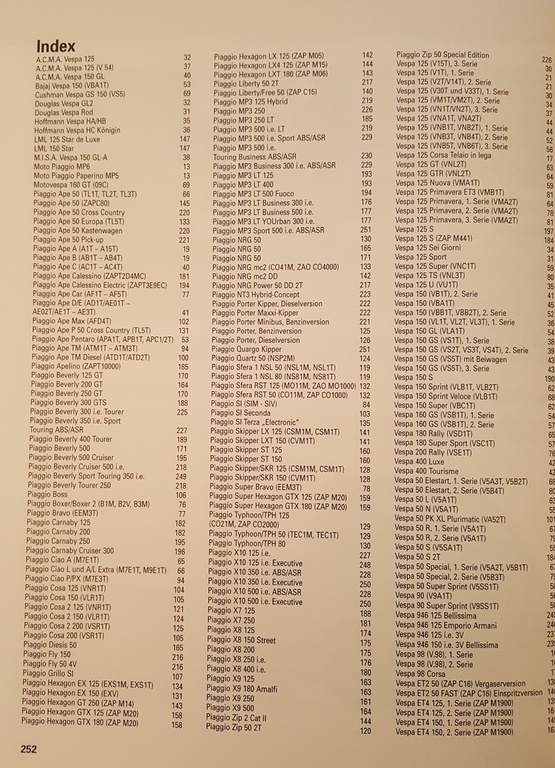 Index
A.C.M.A. Vespa 125 32
A.C.M.A. Vespa 125 (V 54) 37
A.C.M.A. Vespa 150 GL 40
Bajaj Vespa 150 (VBA1T) 53
Cushman Vespa GS 150 (VS5) 69
Douglas Vespa GL2 32
Douglas Vespa Rod 31
Hoffmann Vespa HA/HB 35
Hoffmann Vespa HC Königin 36
LML 125 Star de Luxe 147
LML 150 Star 147
M.I.S.A. Vespa 150 GL-A 38
Moto Piaggio MP6 13
Moto Piaggio Paperino MP5 13
Motovespa 160 GT (09C) 69
Piaggio Ape 50 (TL1T, TL2T, TL3T) 66
Piaggio Ape 50 (ZAPC80) 145
Piaggio Ape 50 Cross Country 220
Piaggio Ape 50 Europa (TL5T) 133
Piaggio Ape 50 Kastenwagen 220
Piaggio Ape 50 Pick-up 221
Piaggio Ape A (A1T – A15T) 19
Piaggio Ape B (AB1T – AB4T) 19
Piaggio Ape C (AC1T – AC4T) 40
Piaggio Ape Calessino (ZAPT2D4MC) 181
Piaggio Ape Calessino Electric (ZAPT3E9EC) 194
Piaggio Ape Car (AF1T – AF5T) 77
Piaggio Ape D/E (AD1T/AE01T –
AE02T/AE1T – AE3T) 41
Piaggio Ape Max (AFD4T) 102
Piaggio Ape P 50 Cross Country (TL5T) 131
Piaggio Ape Pentaro (APA1T, APB1T, APC1/2T) 53
Piaggio Ape TM (ATM1T – ATM3T) 94
Piaggio Ape TM Diesel (ATD1T/ATD2T) 100
Piaggio Apelino (ZAPT10000) 185
Piaggio Beverly 125 GT 170
Piaggio Beverly 200 GT 164
Piaggio Beverly 250 GT 170
Piaggio Beverly 300 GTS 188
Piaggio Beverly 300 i.e. Tourer 225
Piaggio Beverly 350 i.e. Sport
Touring ABS/ASR 227
Piaggio Beverly 400 Tourer 189
Piaggio Beverly 500 171
Piaggio Beverly 500 Cruiser 195
Piaggio Beverly Cruiser 500 i.e. 218
Piaggio Beverly Sport Touring 350 i.e. 249
Piaggio Beverly Tourer 250 218
Piaggio Boss 106
Piaggio Boxer/Boxer 2 (B1M, B2V, B3M) 76
Piaggio Bravo (EEM3T) 77
Piaggio Carnaby 125 182
Piaggio Carnaby 200 182
Piaggio Carnaby 250 195
Piaggio Carnaby Cruiser 300 196
Piaggio Ciao A (M7E1T) 65
Piaggio Ciao L und A/L Extra (M7E1T, M9E1T) 66
Piaggio Ciao P/PX (M7E3T) 94
Piaggio Cosa 125 (VNR1T) 104
Piaggio Cosa 150 (VLR1T) 105
Piaggio Cosa 2 125 (VNR1T) 121
Piaggio Cosa 2 150 (VLR1T) 124
Piaggio Cosa 2 200 (VSR1T) 125
Piaggio Cosa 200 (VSR1T) 105
Piaggio Diesis 50 165
Piaggio Fly 150 216
Piaggio Fly 50 4V 216
Piaggio Grillo SI 107
Piaggio Hexagon EX 125 (EXS1M, EXS1T) 134
Piaggio Hexagon EX 150 (EXV) 131
Piaggio Hexagon GT 250 (ZAP M14) 143
Piaggio Hexagon GTX 125 (ZAP M20) 158
Piaggio Hexagon GTX 180 (ZAP M20) 158
Piaggio Hexagon LX 125 (ZAP M05) 142
Piaggio Hexagon LX4 125 (ZAP M15) 144
Piaggio Hexagon LXT 180 (ZAP M06) 143
Piaggio Liberty 50 2T 217
Piaggio Liberty/Free 50 (ZAP C15) 140
Piaggio MP3 125 Hybrid 219
Piaggio MP3 250 226
Piaggio MP3 250 LT 185
Piaggio MP3 500 i.e. LT 219
Piaggio MP3 500 i.e. Sport ABS/ASR 229
Piaggio MP3 500 i.e.
Touring Business ABS/ASR 230
Piaggio MP3 Business 300 i.e. ABS/ASR 229
Piaggio MP3 LT 125 193
Piaggio MP3 LT 400 193
Piaggio MP3 LT 500 Fuoco 194
Piaggio MP3 LT Business 300 i.e. 176
Piaggio MP3 LT Business 500 i.e. 177
Piaggio MP3 LT YOUrban 300 i.e. 177
Piaggio MP3 Sport 500 i.e. ABS/ASR 251
Piaggio NRG 50 130
Piaggio NRG 50 165
Piaggio NRG mc2 (CO41M, ZAO CO4000) 133
Piaggio NRG mc2 DD 142
Piaggio NRG Power 50 DD 2T 217
Piaggio NT3 Hybrid-Concept 223
Piaggio Porter Kipper, Dieselversion 222
Piaggio Porter Maxxi-Kipper 222
Piaggio Porter Minibus, Benzinversion 221
Piaggio Porter, Benzinversion 125
Piaggio Porter, Dieselversion 126
Piaggio Quargo Kipper 251
Piaggio Quartz 50 (NSP2M) 124
Piaggio Sfera 1 NSL 50 (NSL1M, NSL1T) 119
Piaggio Sfera 1 NSL 80 (NS81M, NS81T) 119
Piaggio Sfera RST 125 (MO11M, ZAO MO1000) 132
Piaggio Sfera RST 50 (CO11M, ZAP CO1000) 132
Piaggio SI (SIM - SIV) 84
Piaggio SI Seconda 103
Piaggio SI Terza „Electronic“ 135
Piaggio Skipper LX 125 (CSM1M, CSM1T) 141
Piaggio Skipper LXT 150 (CVM1T) 141
Piaggio Skipper ST 125 160
Piaggio Skipper ST 150 160
Piaggio Skipper/SKR 125 (CSM1M, CSM1T) 128
Piaggio Skipper/SKR 150 (CVM1T) 128
Piaggio Super Bravo (EEM3T) 78
Piaggio Super Hexagon GTX 125 (ZAP M20) 159
Piaggio Super Hexagon GTX 180 (ZAP M20) 159
Piaggio Typhoon/TPH 125
(CO21M, ZAP CO2000) 129
Piaggio Typhoon/TPH 50 (TEC1M, TEC1T) 129
Piaggio Typhoon/TPH 80 130
Piaggio X10 125 i.e. 227
Piaggio X10 125 i.e. Executive 248
Piaggio X10 350 i.e. ABS/ASR 228
Piaggio X10 350 i.e. Executive 250
Piaggio X10 500 i.e. ABS/ASR 228
Piaggio X10 500 i.e. Executive 250
Piaggio X7 125 188
Piaggio X7 250 181
Piaggio X8 125 174
Piaggio X8 150 Street 175
Piaggio X8 200 175
Piaggio X8 250 i.e. 176
Piaggio X8 400 i.e. 180
Piaggio X9 125 163
Piaggio X9 180 Amalfi 163
Piaggio X9 250 161
Piaggio X9 500 164
Piaggio Zip 2 Cat II 144
Piaggio Zip 50 2T 120
Piaggio Zip 50 Special Edition 226
Vespa 125 (V15T), 3. Serie 30
Vespa 125 (V1T), 1. Serie 21
Vespa 125 (V2T/V14T), 2. Serie 21
Vespa 125 (V30T und V33T), 1. Serie
Vespa 125 (VM1T/VM2T), 2. Serie
Vespa 125 (VN1T/VN2T), 3. Serie
Vespa 125 (VNA1T, VNA2T)
Vespa 125 (VNB1T, VNB2T), 1. Serie
Vespa 125 (VNB3T, VNB4T), 2. Serie
Vespa 125 (VNB5T, VNB6T), 3. Serie
Vespa 125 Corsa Telaio in lega 17
Vespa 125 GT (VNL2T) 63
Vespa 125 GTR (VNL2T) 64
Vespa 125 Nuova (VMA1T) 59
Vespa 125 Primavera ET3 (VMB1T) 81
Vespa 125 Primavera, 1. Serie (VMA2T) 64
Vespa 125 Primavera, 2. Serie (VMA2T) 78
Vespa 125 Primavera, 3. Serie (VMA2T) 81
Vespa 125 S 197
Vespa 125 S (ZAP M441) 184
Vespa 125 Sei Giorni 34
Vespa 125 Sport 31
Vespa 125 Super (VNC1T) 59
Vespa 125 TS (VNL3T) 80
Vespa 125 U (VU1T) 35
Vespa 150 (VB1T), 2. Serie
Vespa 150 (VBA1T)
Vespa 150 (VBB1T, VBB2T), 2. Serie
Vespa 150 (VL1T, VL2T, VL3T), 1. Serie
Vespa 150 GL (VLA1T)
Vespa 150 GS (VS1T), 1. Serie
Vespa 150 GS (VS2T, VS3T, VS4T), 2. Serie
Vespa 150 GS (VS5T) mit Beiwagen
Vespa 150 GS (VS5T), 3. Serie
Vespa 150 S 190
Vespa 150 Sprint (VLB1T, VLB2T) 62
Vespa 150 Sprint Veloce (VLB1T)
Vespa 150 Super (VBC1T)
Vespa 160 GS (VSB1T), 1. Serie
Vespa 160 GS (VSB1T), 2. Serie
Vespa 180 Rally (VSD1T)
Vespa 180 Super Sport (VSC1T)
Vespa 200 Rally (VSE1T)
Vespa 400 Luxe
Vespa 400 Tourisme
Vespa 50 Elestart, 1. Serie (V5A3T, V5B2T)
Vespa 50 Elestart, 2. Serie (V5B4T)
Vespa 50 L (V5A1T)
Vespa 50 N (V5A1T)
Vespa 50 PK XL Plurimatic (VA52T)
Vespa 50 R, 1. Serie (V5A1T)
Vespa 50 R, 2. Serie (V5A1T)
Vespa 50 S (V5SA1T)
Vespa 50 S 2T
Vespa 50 Special, 1. Serie (V5A2T, V5B1T)
Vespa 50 Special, 2. Serie (V5B3T)
Vespa 50 Super Sprint (V5SS1T)
Vespa 90 (V9A1T)
Vespa 90 Super Sprint (V9SS1T)
Vespa 946 125 Bellissima
Vespa 946 125 Emporio Armani
Vespa 946 125 i.e. 3V
Vespa 946 150 i.e. 3V Bellissima
Vespa 98 (V.98), 1. Serie
Vespa 98 (V.98), 2. Serie
Vespa 98 Corsa
Vespa ET2 50 (ZAP C16) Vergaserversion
Vespa ET2 50 FAST (ZAP C16) Einspritzversion
Vespa ET4 125, 1. Serie (ZAP M1900)
Vespa ET4 125, 2. Serie (ZAP M1900)
Vespa ET4 150, 1. Serie (ZAP M1900)
Vespa ET4 150, 2. Serie (ZAP M1900)
252